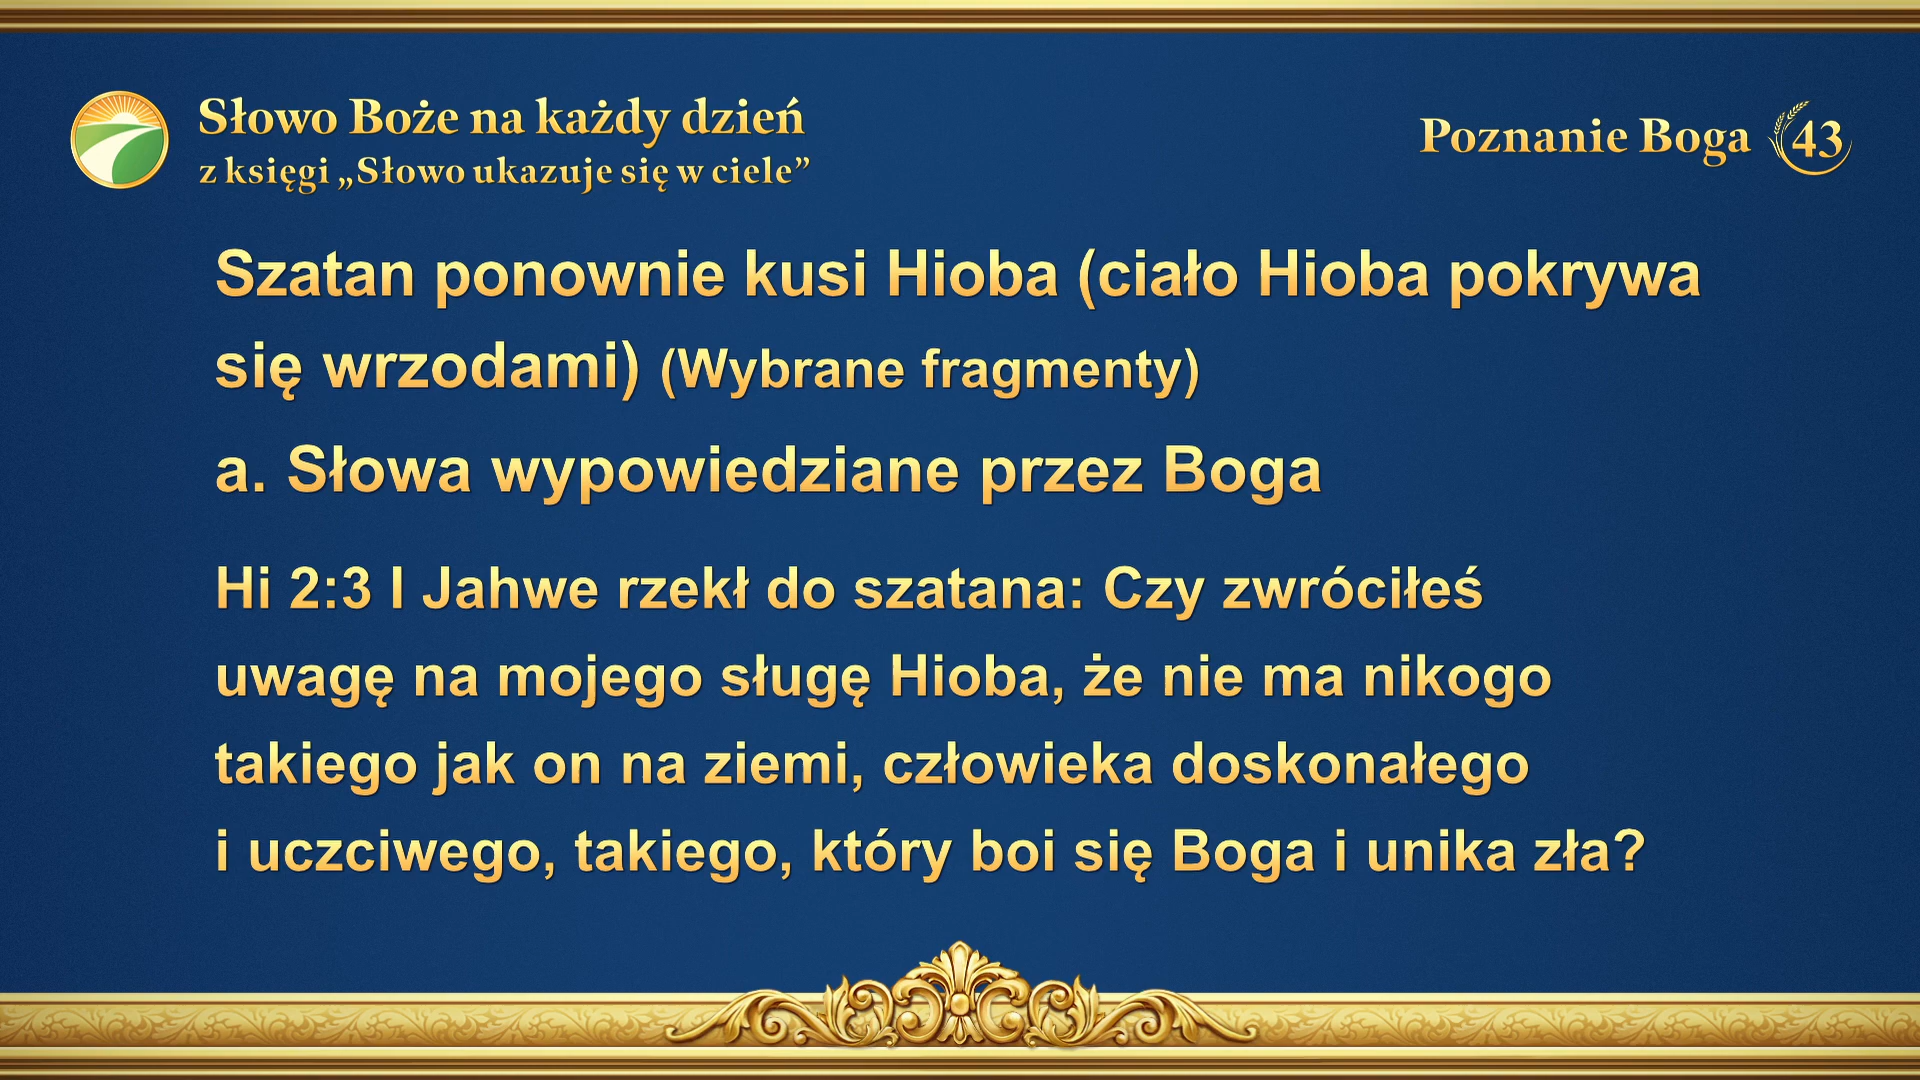 Słowo Boże na każdy dzień
z księgi „Słowo ukazuje się w ciele”
Poznanie Boga 43
Szatan ponownie kusi Hioba (ciało Hioba pokrywa
się wrzodami) (Wybrane fragmenty)
a. Słowa wypowiedziane przez Boga
Hi 2:3 I Jahwe rzekł do szatana: Czy zwróciłeś
uwagę na mojego sługę Hioba, że nie ma nikogo
takiego jak on na ziemi, człowieka doskonałego
i uczciwego, takiego, który boi się Boga i unika zła?